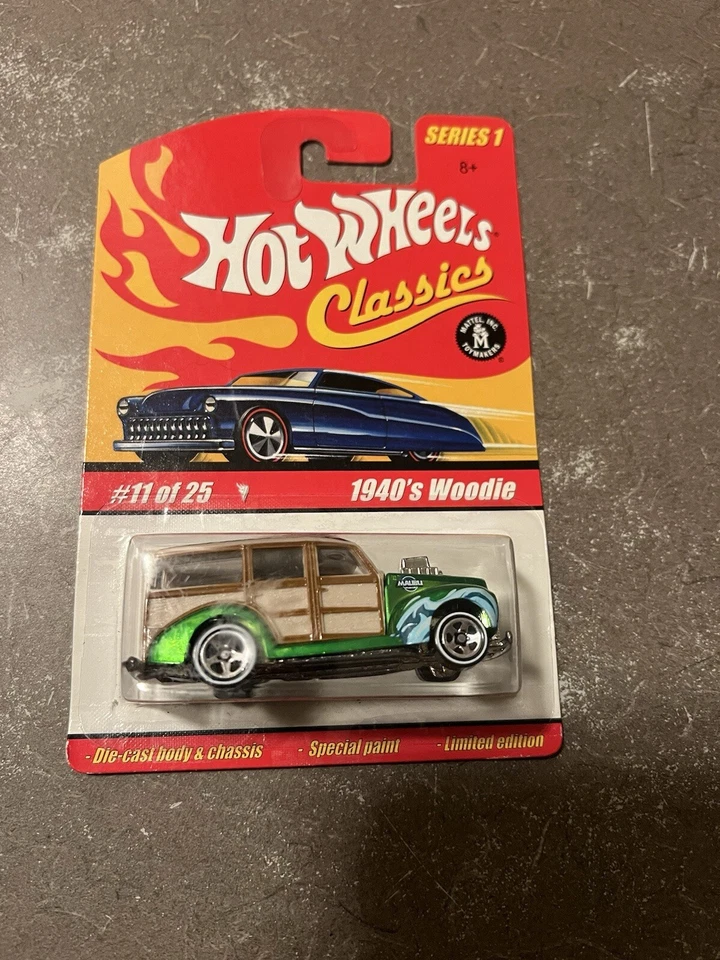 SERIES 1
8+
HOT WHEELS
Classics
MATTEL, INC.
M
TOYMAKERS
#11 of 25
1940's Woodie
MALIBU
- Die-cast body & chassis - Special paint - Limited edition